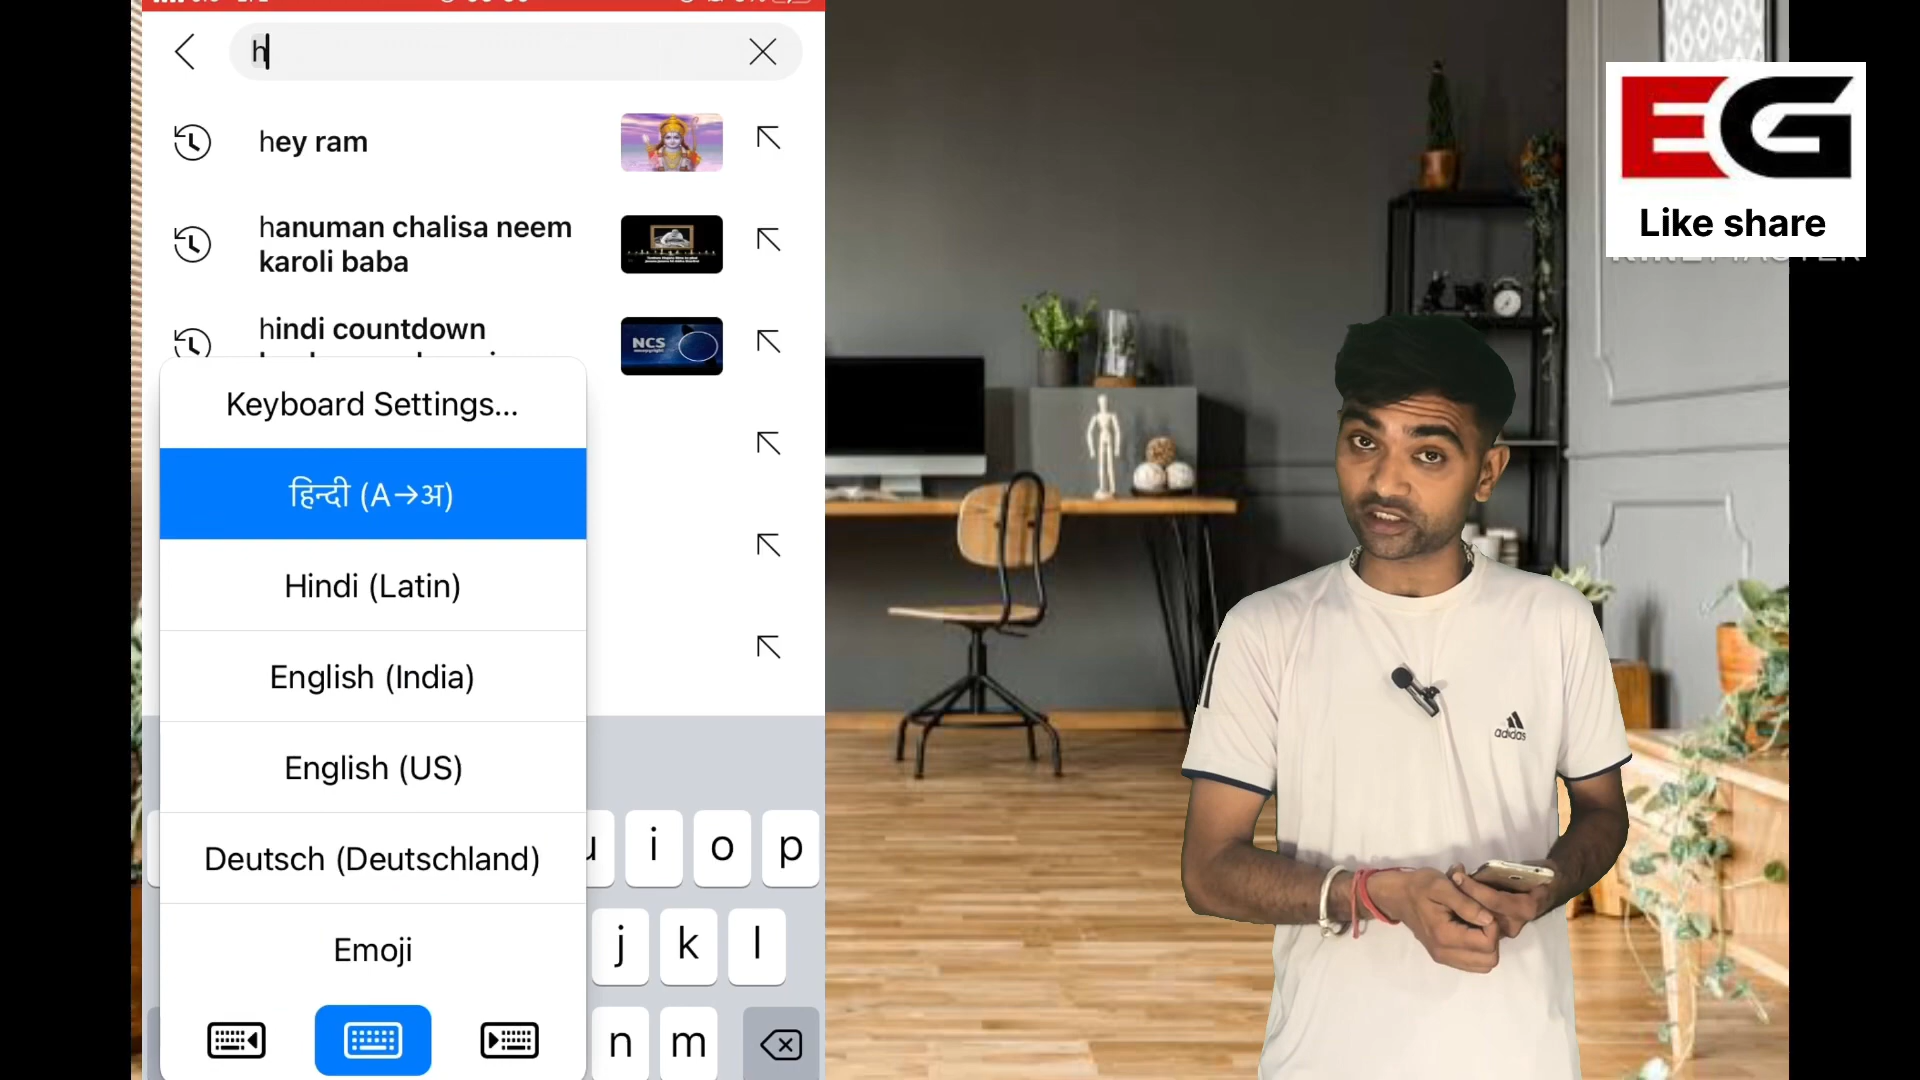 h
hey ram
hanuman chalisa neem
karoli baba
hindi countdown
NCS
Keyboard Settings...
हिन्दी (A→अ)
Hindi (Latin)
English (India)
English (US)
Deutsch (Deutschland)
Emoji
u i o p
j k l
n m
EG
Like share
adidas